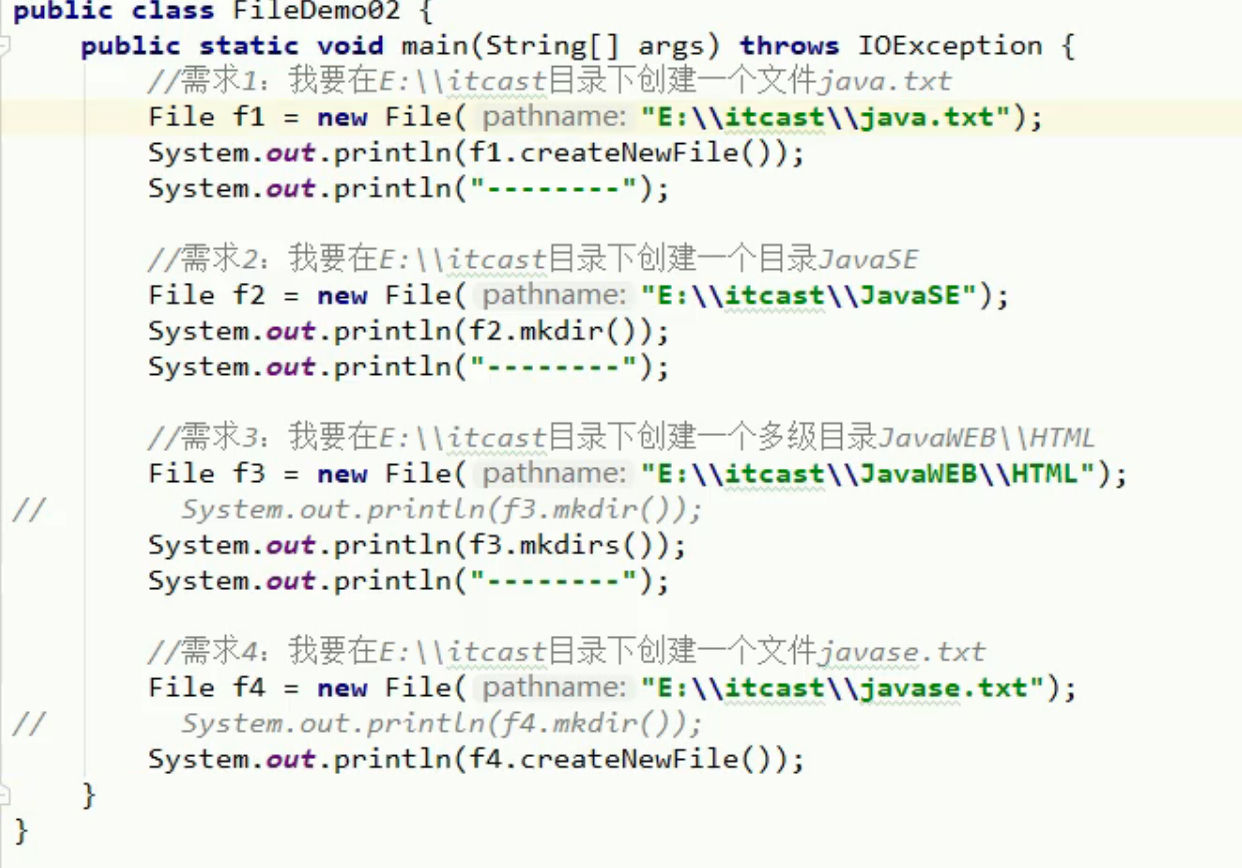 public class FileDemo02 {
    public static void main(String[] args) throws IOException {
        //需求1：我要在E:\\itcast目录下创建一个文件java.txt
        File f1 = new File( pathname: "E:\\itcast\\java.txt");
        System.out.println(f1.createNewFile());
        System.out.println("--------");

        //需求2：我要在E:\\itcast目录下创建一个目录JavaSE
        File f2 = new File( pathname: "E:\\itcast\\JavaSE");
        System.out.println(f2.mkdir());
        System.out.println("--------");

        //需求3：我要在E:\\itcast目录下创建一个多级目录JavaWEB\\HTML
        File f3 = new File( pathname: "E:\\itcast\\JavaWEB\\HTML");
//        System.out.println(f3.mkdir());
        System.out.println(f3.mkdirs());
        System.out.println("--------");

        //需求4：我要在E:\\itcast目录下创建一个文件javase.txt
        File f4 = new File( pathname: "E:\\itcast\\javase.txt");
//        System.out.println(f4.mkdir());
        System.out.println(f4.createNewFile());
    }
}